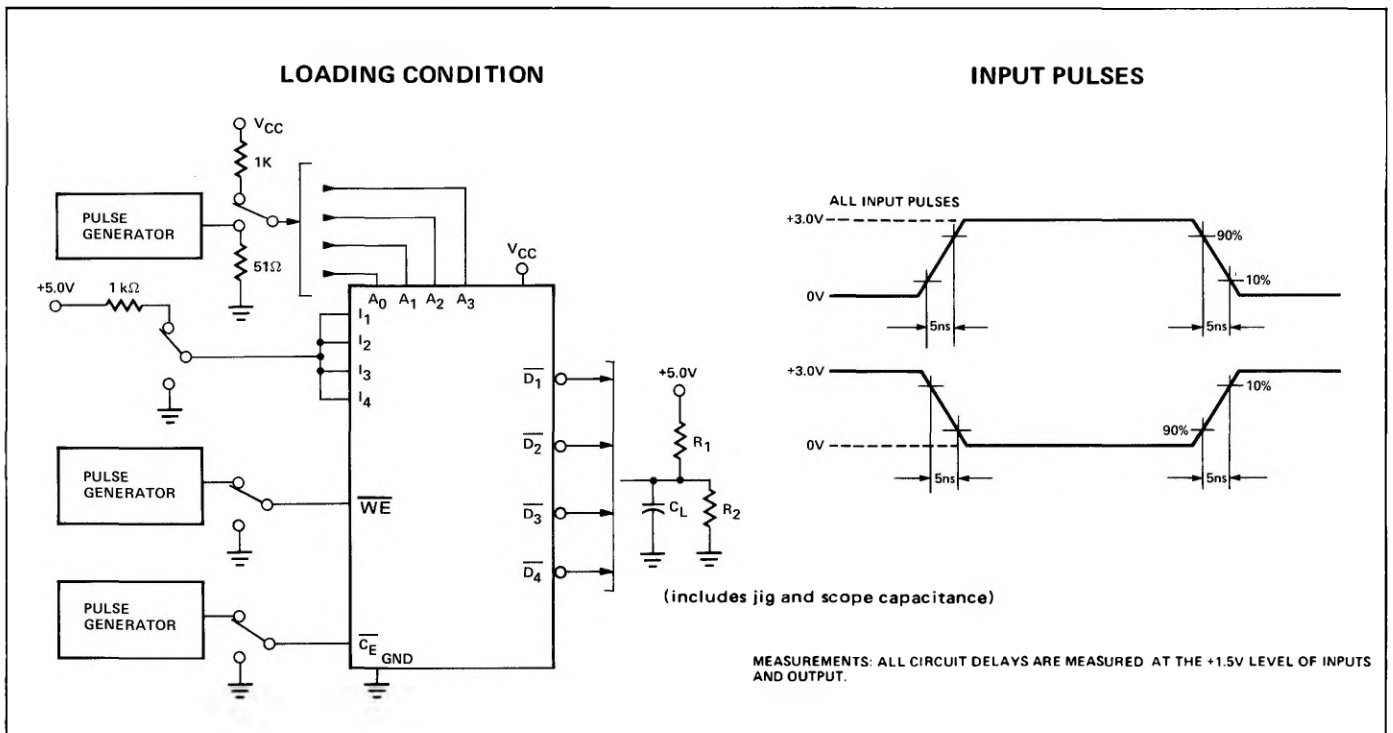 LOADING CONDITION
INPUT PULSES
VCC
1K
PULSE
GENERATOR
51Ω
+5.0V
1 kΩ
VCC
A0 A1 A2 A3
I1
I2
I3
I4
PULSE
GENERATOR
WE
PULSE
GENERATOR
CE
GND
D1
D2
D3
D4
+5.0V
R1
CL
R2
(includes jig and scope capacitance)
ALL INPUT PULSES
+3.0V
90%
10%
0V
5ns
5ns
+3.0V
10%
90%
0V
5ns
5ns
MEASUREMENTS: ALL CIRCUIT DELAYS ARE MEASURED AT THE +1.5V LEVEL OF INPUTS
AND OUTPUT.